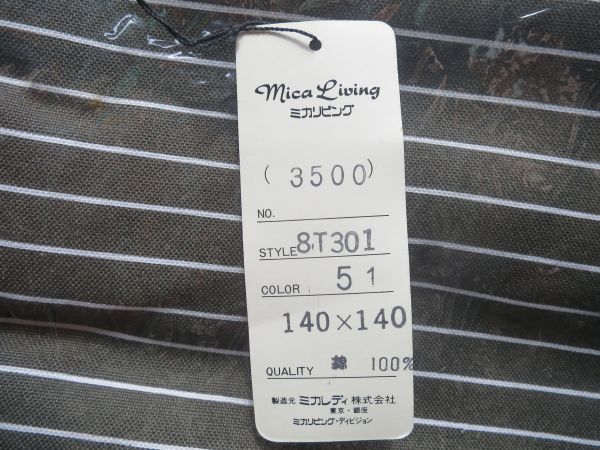 Mica Living
ミカリビング
(3500)
NO.
STYLE 8T301
COLOR 51
140×140
QUALITY 綿 100%
製造元 ミカレディ株式会社
東京・銀座
ミカリビング・ディビジョン